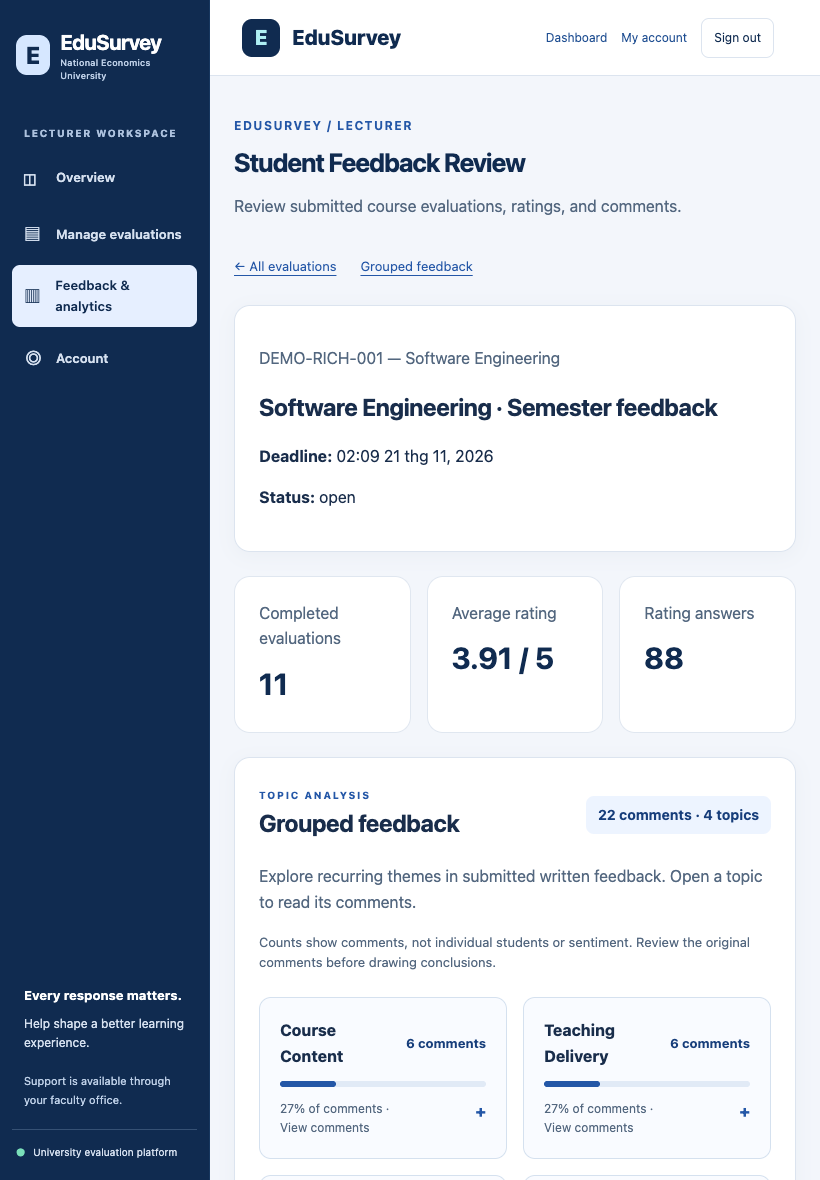 E
EduSurvey
National Economics
University
LECTURER WORKSPACE
Overview
Manage evaluations
Feedback &
analytics
Account
Every response matters.
Help shape a better learning
experience.
Support is available through
your faculty office.
University evaluation platform
E
EduSurvey
Dashboard
My account
Sign out
EDUSURVEY / LECTURER
Student Feedback Review
Review submitted course evaluations, ratings, and comments.
← All evaluations
Grouped feedback
DEMO-RICH-001 — Software Engineering
Software Engineering · Semester feedback
Deadline: 02:09 21 thg 11, 2026
Status: open
Completed
evaluations
11
Average rating
3.91 / 5
Rating answers
88
TOPIC ANALYSIS
Grouped feedback
22 comments · 4 topics
Explore recurring themes in submitted written feedback. Open a topic
to read its comments.
Counts show comments, not individual students or sentiment. Review the original
comments before drawing conclusions.
Course
Content
6 comments
27% of comments ·
View comments
+
Teaching
Delivery
6 comments
27% of comments ·
View comments
+